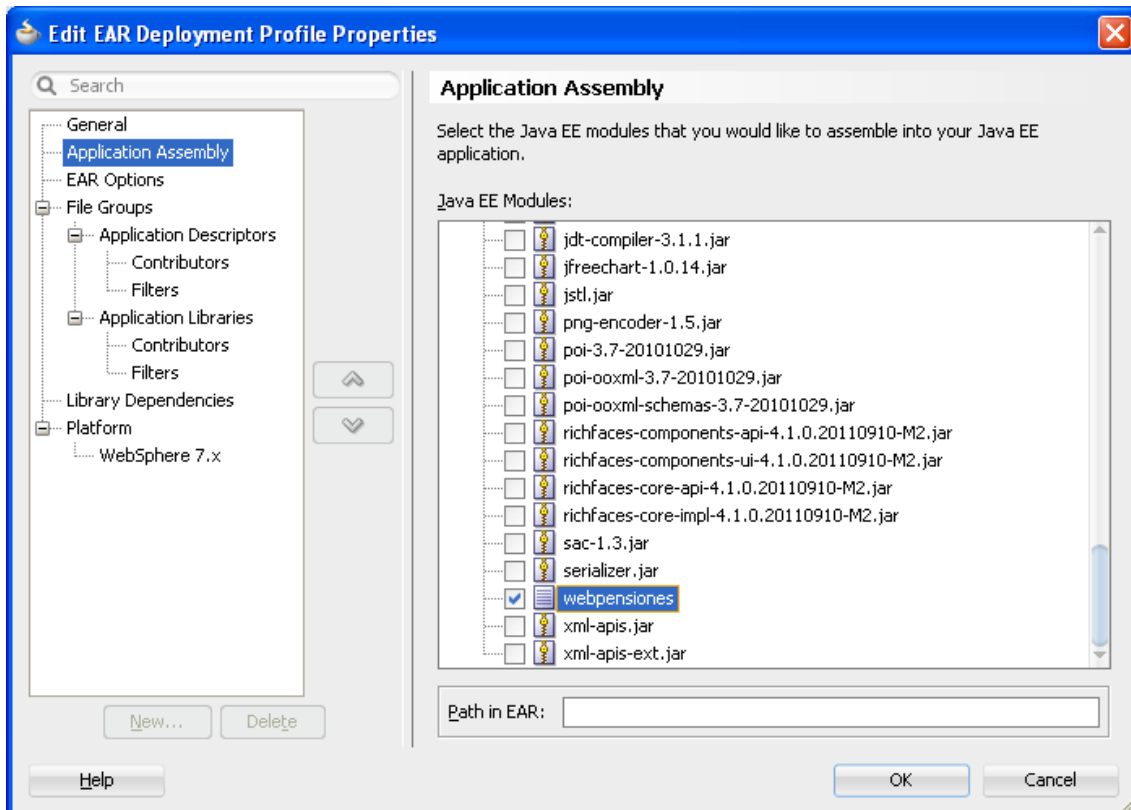 Edit EAR Deployment Profile Properties
Search
General
Application Assembly
EAR Options
File Groups
Application Descriptors
Contributors
Filters
Application Libraries
Contributors
Filters
Library Dependencies
Platform
WebSphere 7.x
New...
Delete
Application Assembly
Select the Java EE modules that you would like to assemble into your Java EE
application.
Java EE Modules:
jdt-compiler-3.1.1.jar
jfreechart-1.0.14.jar
jstl.jar
png-encoder-1.5.jar
poi-3.7-20101029.jar
poi-ooxml-3.7-20101029.jar
poi-ooxml-schemas-3.7-20101029.jar
richfaces-components-api-4.1.0.20110910-M2.jar
richfaces-components-ui-4.1.0.20110910-M2.jar
richfaces-core-api-4.1.0.20110910-M2.jar
richfaces-core-impl-4.1.0.20110910-M2.jar
sac-1.3.jar
serializer.jar
webpensiones
xml-apis.jar
xml-apis-ext.jar
Path in EAR:
Help
OK
Cancel